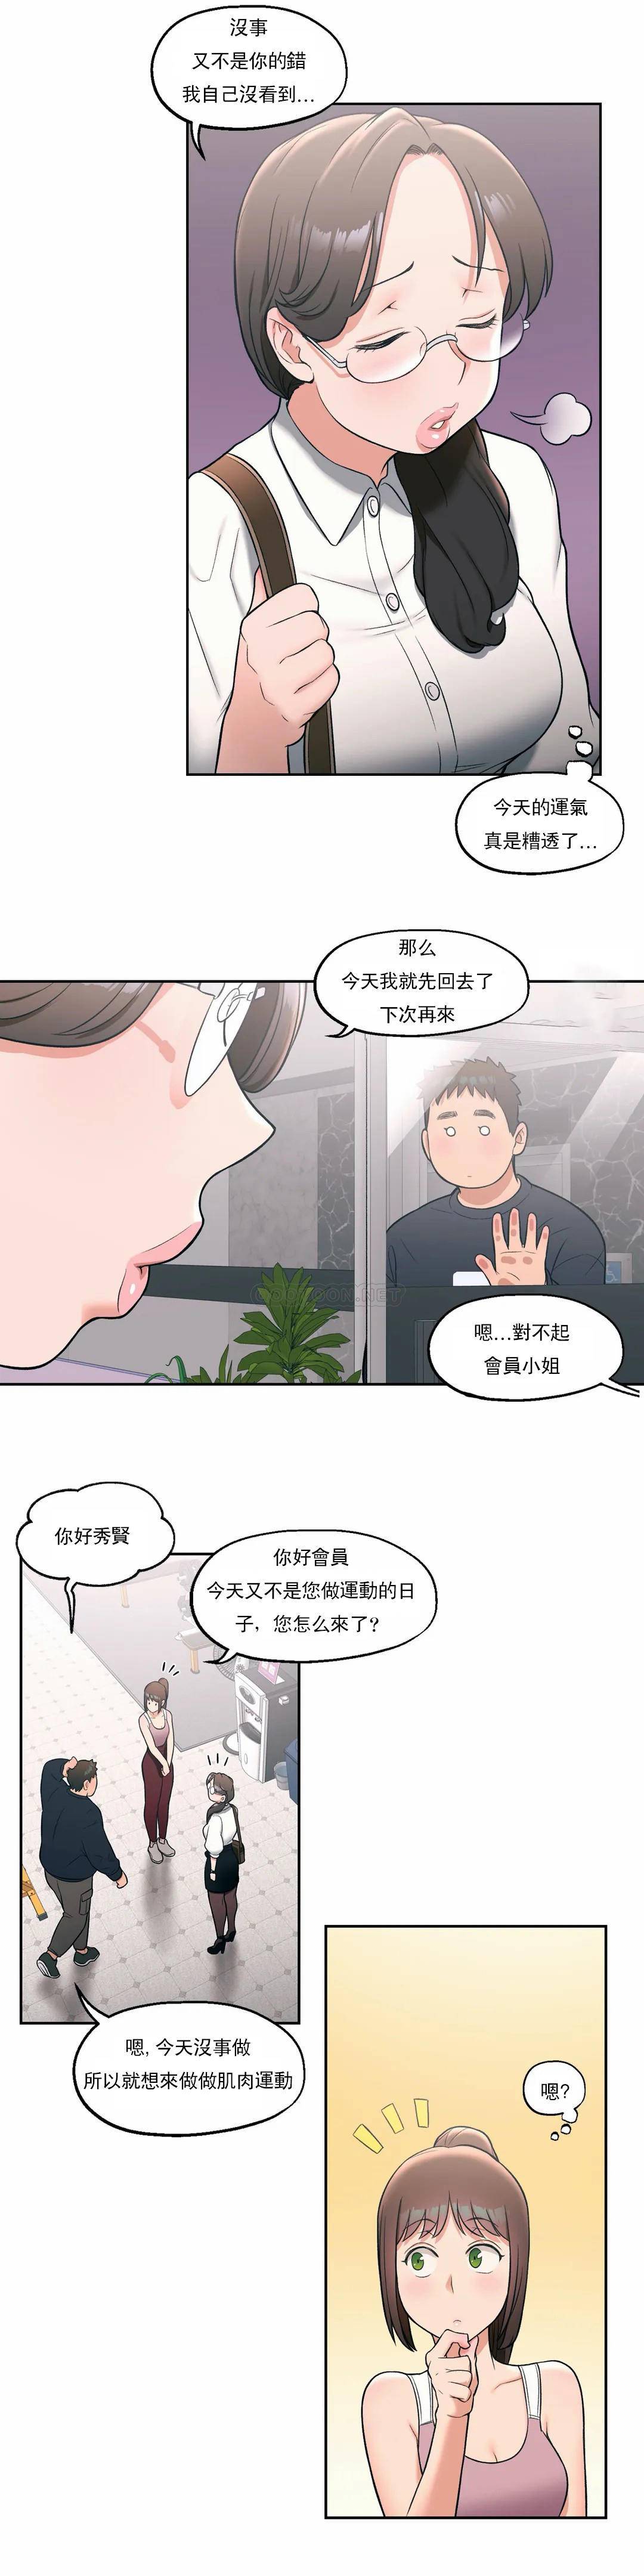 沒事
又不是你的錯
我自己沒看到...
今天的運氣
真是糟透了...
那么
今天我就先回去了
下次再來
嗯...對不起
會員小姐
你好秀賢
你好會員
今天又不是您做運動的日
子，您怎么來了?
嗯, 今天沒事做
所以就想來做做肌肉運動
嗯?